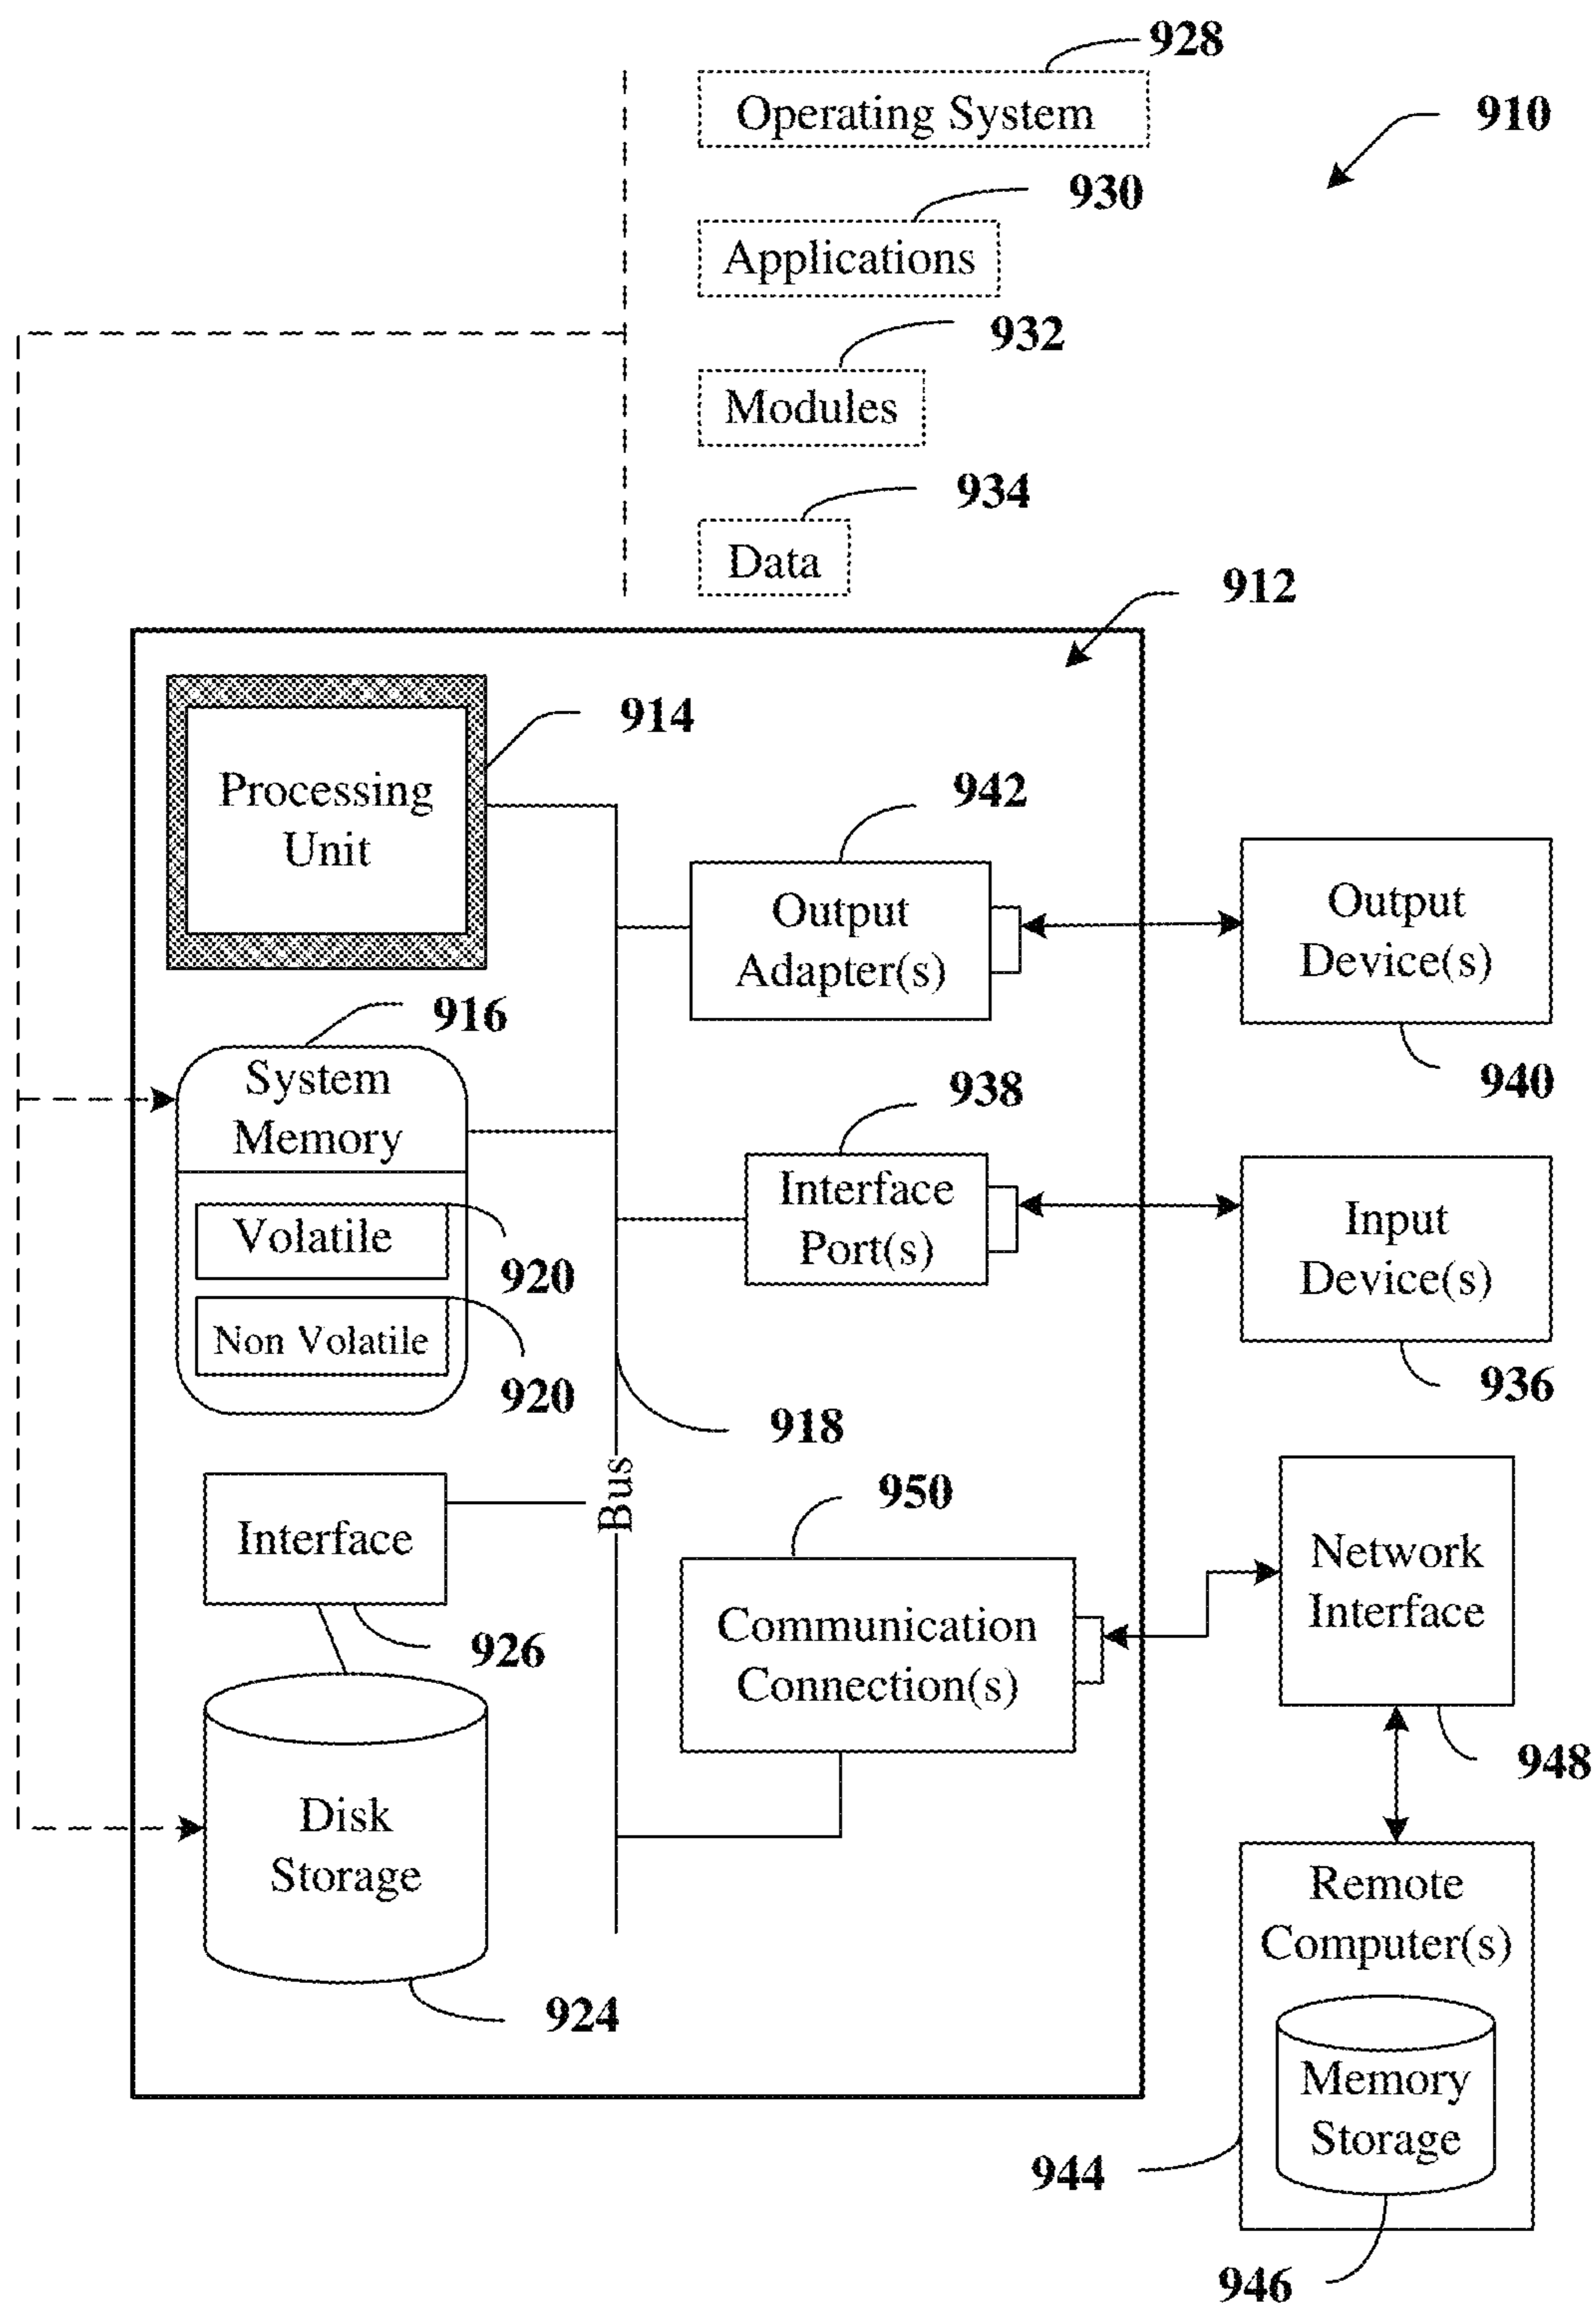 928
Operating System
910
930
Applications
932
Modules
934
Data
912
914
Processing
Unit
942
Output
Adapter(s)
Output
Device(s)
940
916
System
Memory
938
Interface
Port(s)
Input
Device(s)
936
Volatile
920
Non Volatile
920
918
Bus
950
Interface
926
Communication
Connection(s)
Network
Interface
948
Disk
Storage
924
Remote
Computer(s)
Memory
Storage
944
946